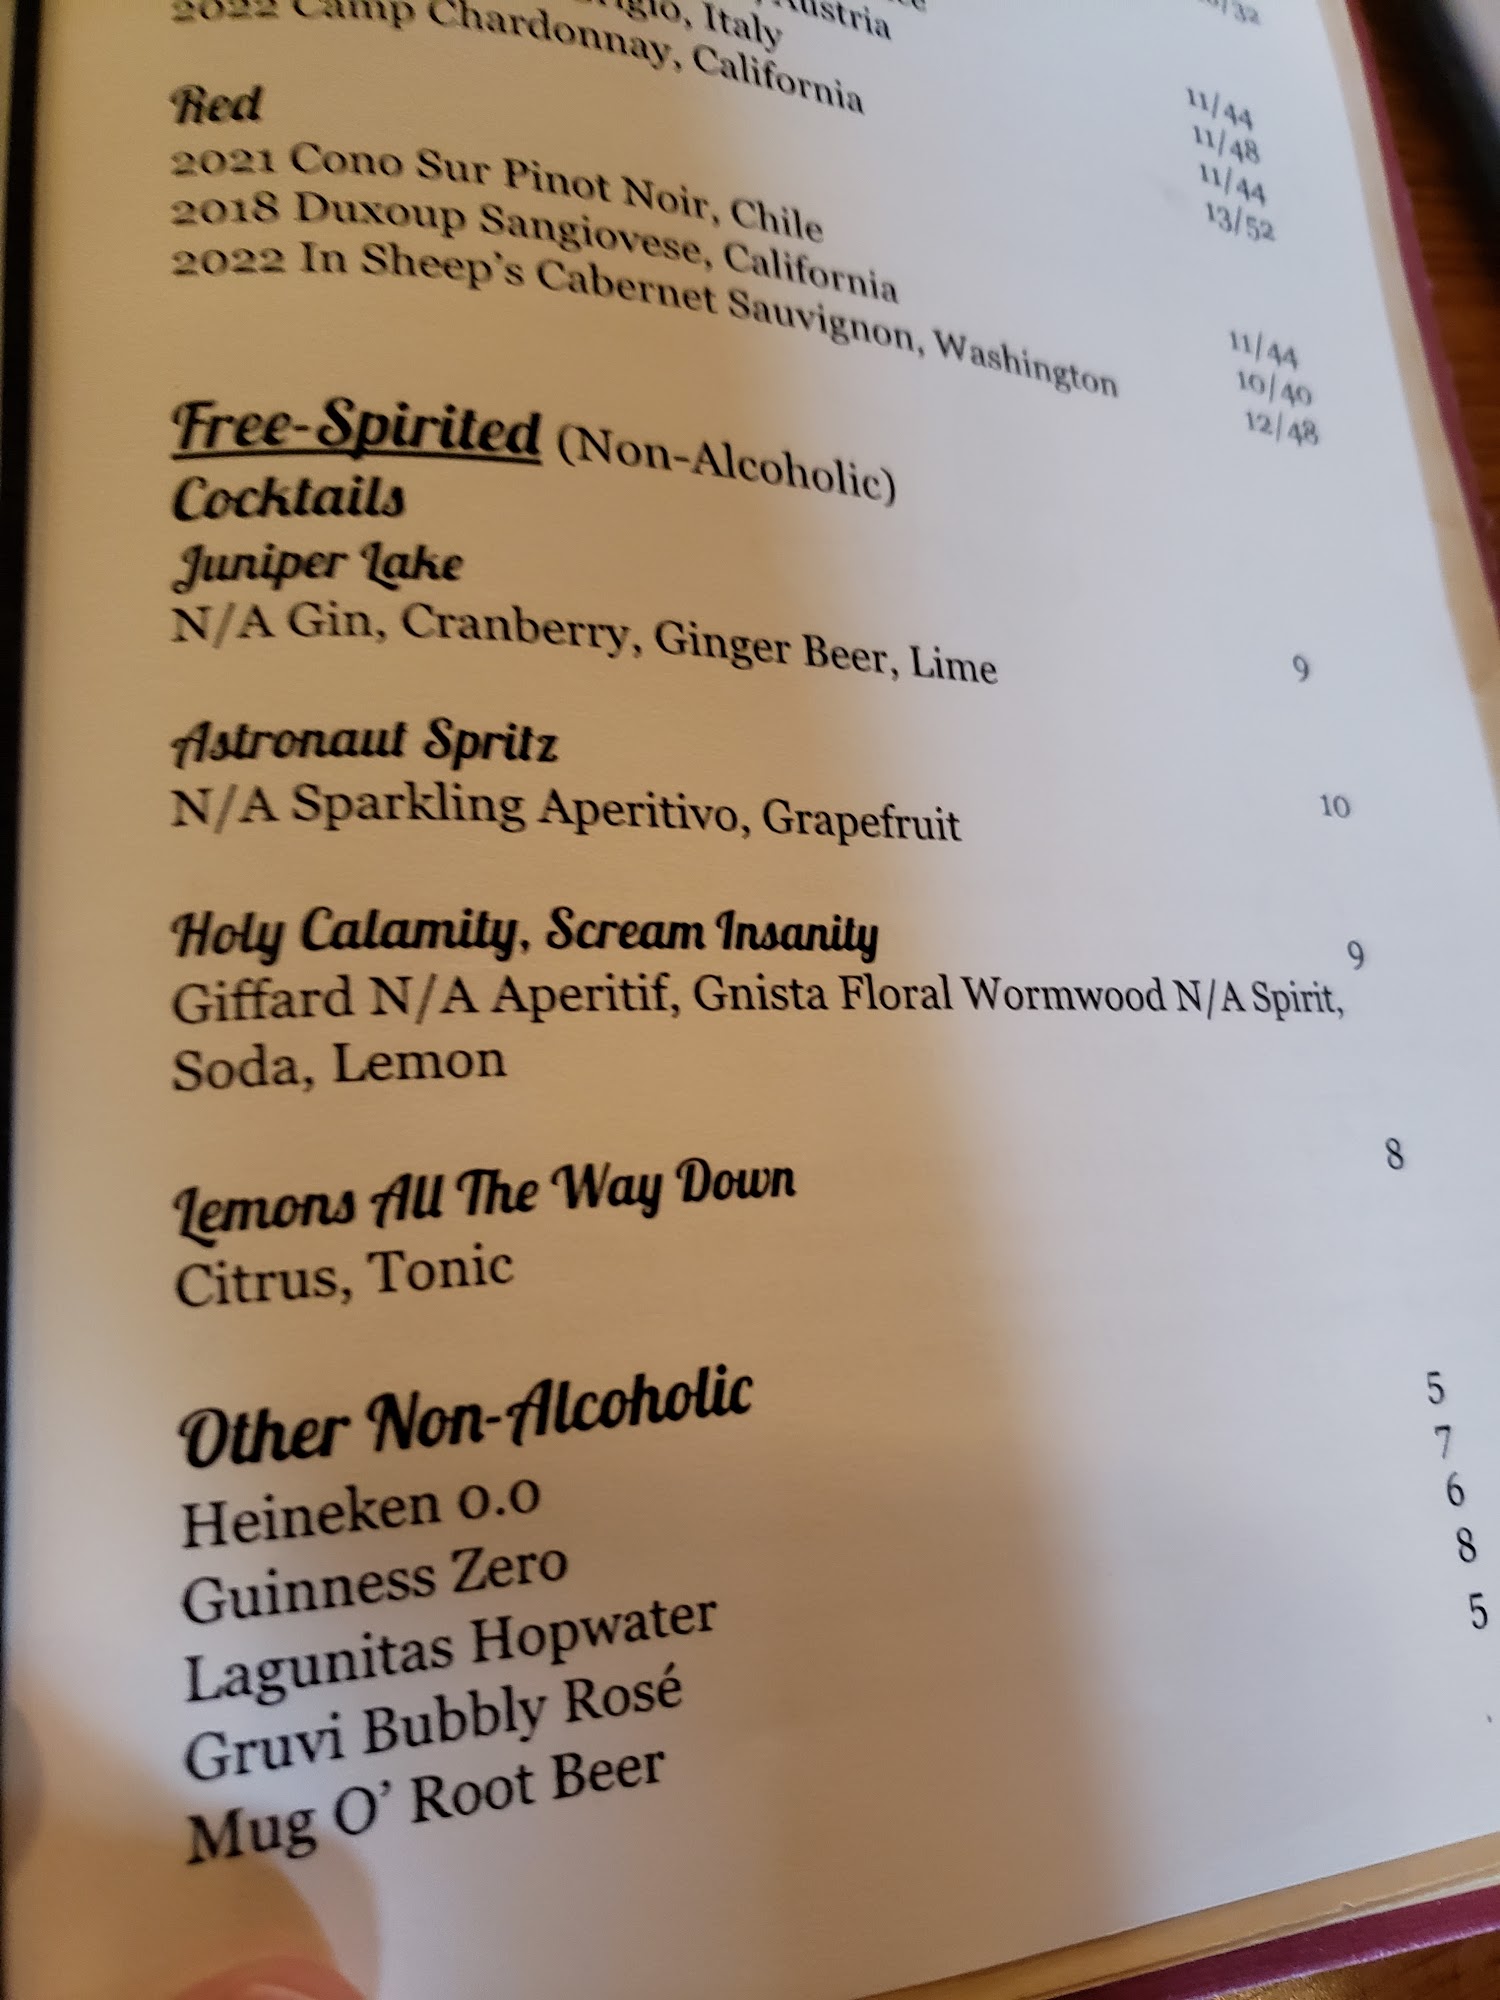 Austria
Italy 11/44
2022 Camp Chardonnay, California 13/52
11/48
11/44
Red
2021 Cono Sur Pinot Noir, Chile 11/44
2018 Duxoup Sangiovese, California 10/40
2022 In Sheep's Cabernet Sauvignon, Washington 12/48
Free-Spirited (Non-Alcoholic)
Cocktails
Juniper Lake
N/A Gin, Cranberry, Ginger Beer, Lime 9
Astronaut Spritz 10
N/A Sparkling Aperitivo, Grapefruit
Holy Calamity, Scream Insanity 9
Giffard N/A Aperitif, Gnista Floral Wormwood N/A Spirit,
Soda, Lemon
Lemons All The Way Down 8
Citrus, Tonic
Other Non-Alcoholic
Heineken 0.0 5
Guinness Zero 7
Lagunitas Hopwater 6
Gruvi Bubbly Rosé 8
Mug O' Root Beer 5